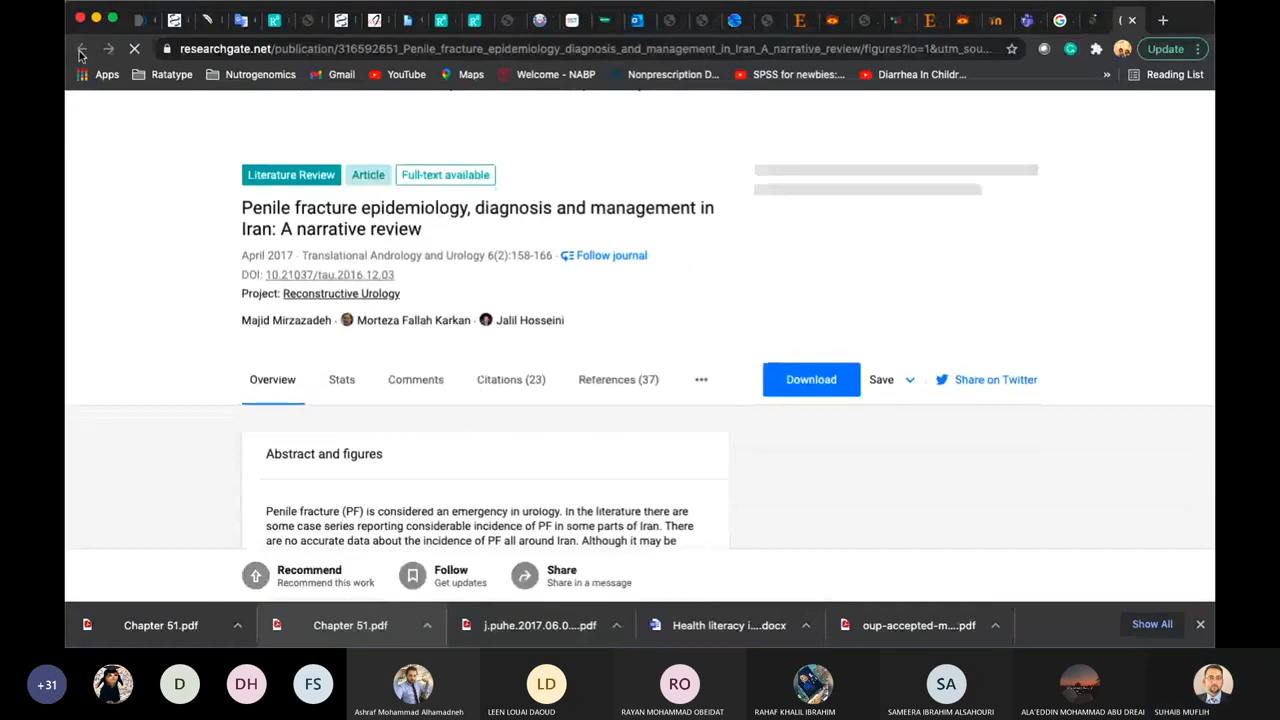 researchgate.net/publication/316592651_Penile_fracture_epidemiology_diagnosis_and_management_in_Iran_A_narrative_review/figures?lo=1&utm_sou...
Update
Apps
Ratatype
Nutrogenomics
Gmail
YouTube
Maps
Welcome - NABP
Nonprescription D...
SPSS for newbies:...
Diarrhea In Childr...
»
Reading List
Literature Review
Article
Full-text available
Penile fracture epidemiology, diagnosis and management in
Iran: A narrative review
April 2017 · Translational Andrology and Urology 6(2):158-166 · Follow journal
DOI: 10.21037/tau.2016.12.03
Project: Reconstructive Urology
Majid Mirzazadeh · Morteza Fallah Karkan · Jalil Hosseini
Overview
Stats
Comments
Citations (23)
References (37)
•••
Download
Save
Share on Twitter
Abstract and figures
Penile fracture (PF) is considered an emergency in urology. In the literature there are
some case series reporting considerable incidence of PF in some parts of Iran. There
are no accurate data about the incidence of PF all around Iran. Although it may be
Recommend
Recommend this work
Follow
Get updates
Share
Share in a message
Chapter 51.pdf
Chapter 51.pdf
j.puhe.2017.06.0....pdf
Health literacy i....docx
oup-accepted-m....pdf
Show All
+31
D
DH
FS
LD
RO
SA
Ashraf Mohammad Alhamadneh
LEEN LOUAI DAOUD
RAYAN MOHAMMAD OBEIDAT
RAHAF KHALIL IBRAHIM
SAMEERA IBRAHIM ALSAHOURI
ALA'EDDIN MOHAMMAD ABU DREAI
SUHAIB MUFLIH